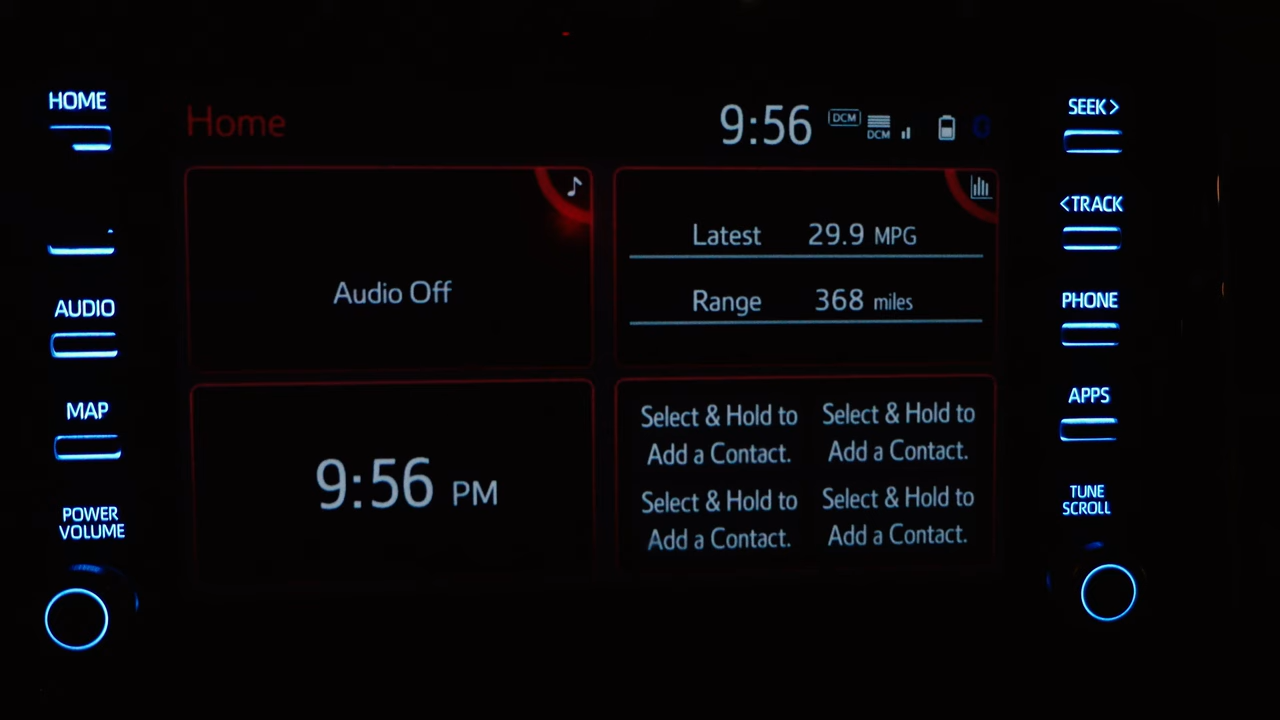 HOME
Home
9:56
DCM
DCM
SEEK>
<TRACK
Latest 29.9 MPG
Audio Off
Range 368 miles
AUDIO
PHONE
MAP
APPS
9:56 PM
Select & Hold to
Add a Contact.
Select & Hold to
Add a Contact.
Select & Hold to
Add a Contact.
Select & Hold to
Add a Contact.
POWER
VOLUME
TUNE
SCROLL